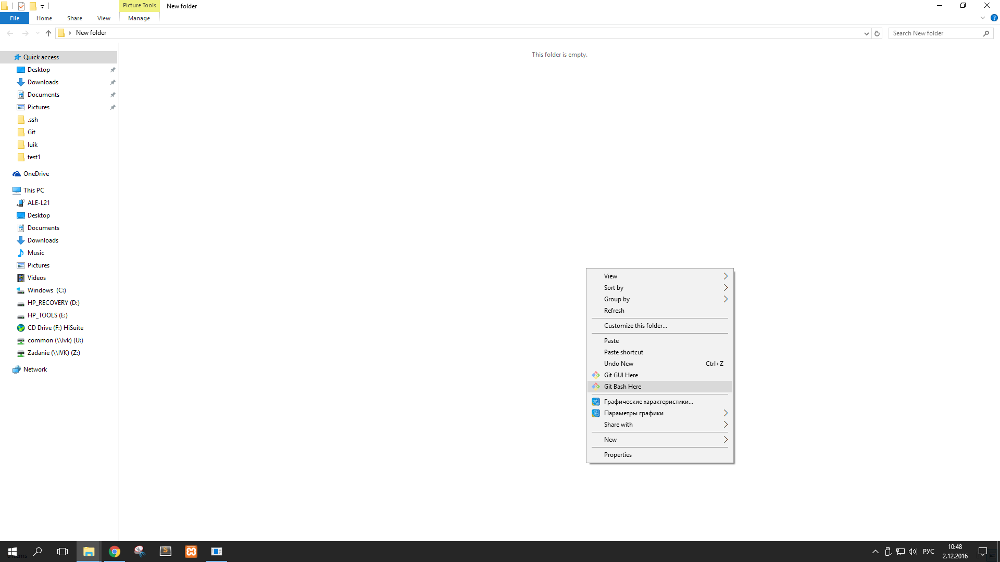 Picture Tools
New folder
File
Home
Share
View
Manage
New folder
Search New folder
This folder is empty.
Quick access
Desktop
Downloads
Documents
Pictures
.ssh
Git
luik
test1
OneDrive
This PC
ALE-L21
Desktop
Documents
Downloads
Music
Pictures
Videos
Windows (C:)
HP_RECOVERY (D:)
HP_TOOLS (E:)
CD Drive (F:) HiSuite
common (\\lvk) (U:)
Zadanie (\\IVK) (Z:)
Network
View
Sort by
Group by
Refresh
Customize this folder...
Paste
Paste shortcut
Undo New Ctrl+Z
Git GUI Here
Git Bash Here
Графические характеристики...
Параметры графики
Share with
New
Properties
0 items
РУС
10:48
2.12.2016